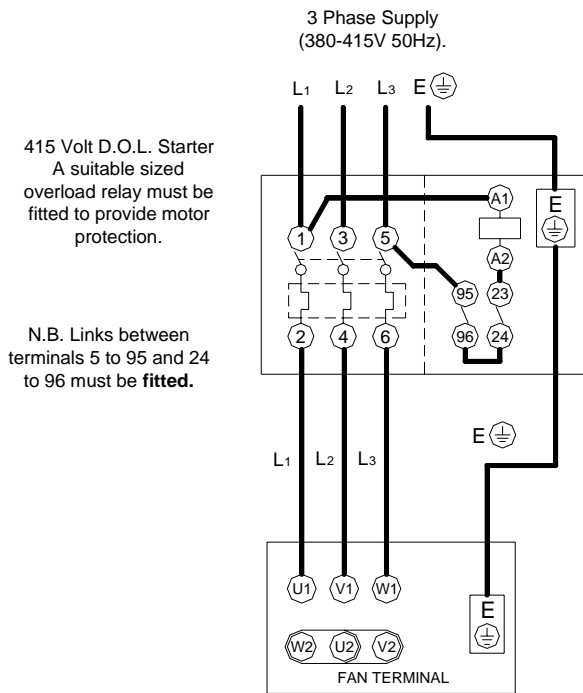 3 Phase Supply
(380-415V 50Hz).
L1 L2 L3 E
415 Volt D.O.L. Starter
A suitable sized
overload relay must be
fitted to provide motor
protection.
A1
E
1 3 5
A2
95 23
N.B. Links between
terminals 5 to 95 and 24
to 96 must be fitted.
2 4 6 96 24
E
L1 L2 L3
U1 V1 W1
E
W2 U2 V2
FAN TERMINAL